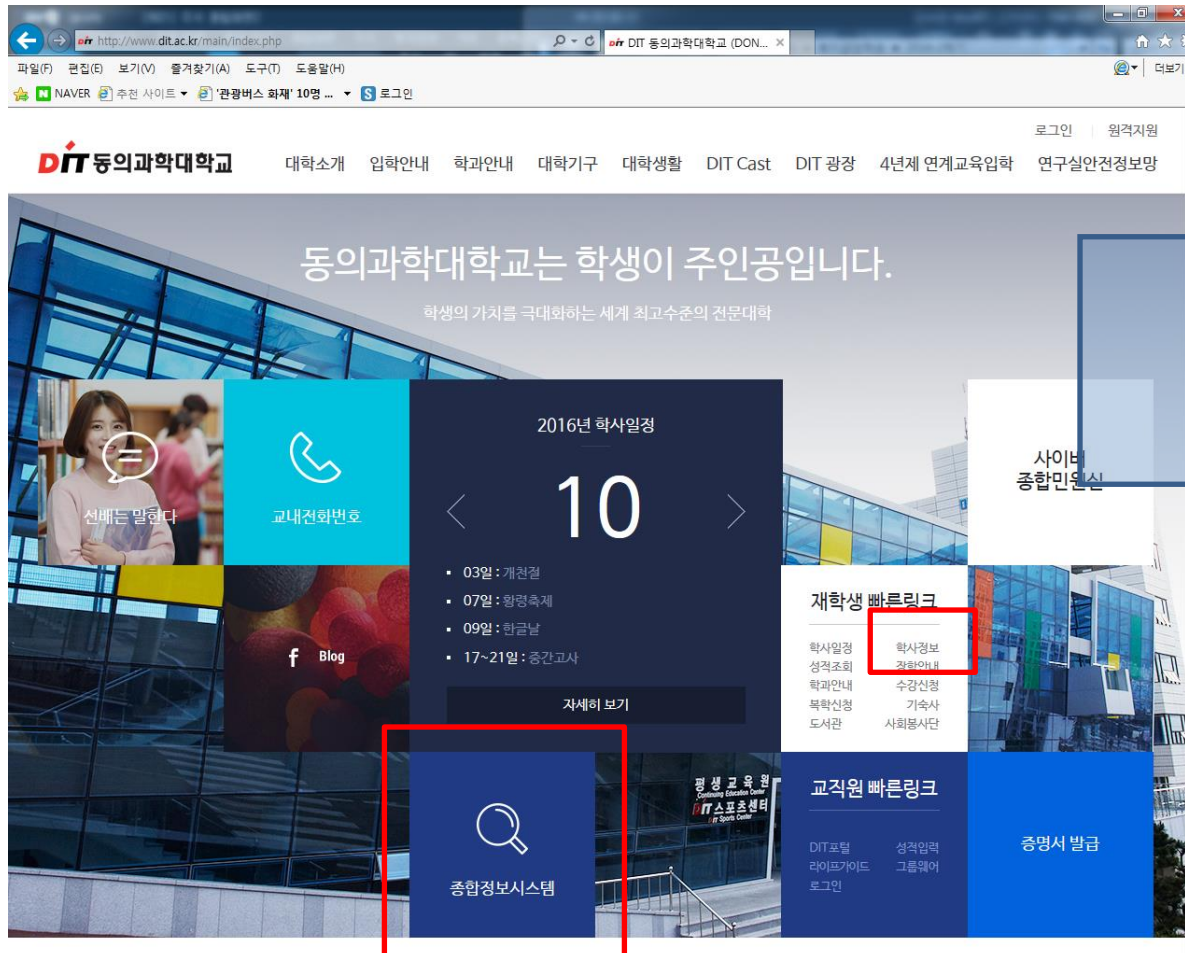 http://www.dit.ac.kr/main/index.php
DIT 동의과학대학교 (DON...
파일(F) 편집(E) 보기(V) 즐겨찾기(A) 도구(T) 도움말(H)
더보기
NAVER 추천 사이트 '관광버스 화재' 10명 ... 로그인
로그인 원격지원
DIT 동의과학대학교
대학소개 입학안내 학과안내 대학기구 대학생활 DIT Cast DIT 광장 4년제 연계교육입학 연구실안전정보망
동의과학대학교는 학생이 주인공입니다.
학생의 가치를 극대화하는 세계 최고수준의 전문대학
선배는 말한다
교내전화번호
2016년 학사일정
10
03일 : 개천절
07일 : 황령축제
09일 : 한글날
17~21일 : 중간고사
자세히 보기
사이버
종합민원실
f Blog
재학생 빠른링크
학사일정 학사정보
성적조회 장학안내
학과안내 수강신청
복학신청 기숙사
도서관 사회봉사단
종합정보시스템
평생교육원
Continuing Education Center
DIT 스포츠센터
DIT Sports Center
교직원 빠른링크
DIT포털 성적입력
라이프가이드 그룹웨어
로그인
증명서 발급